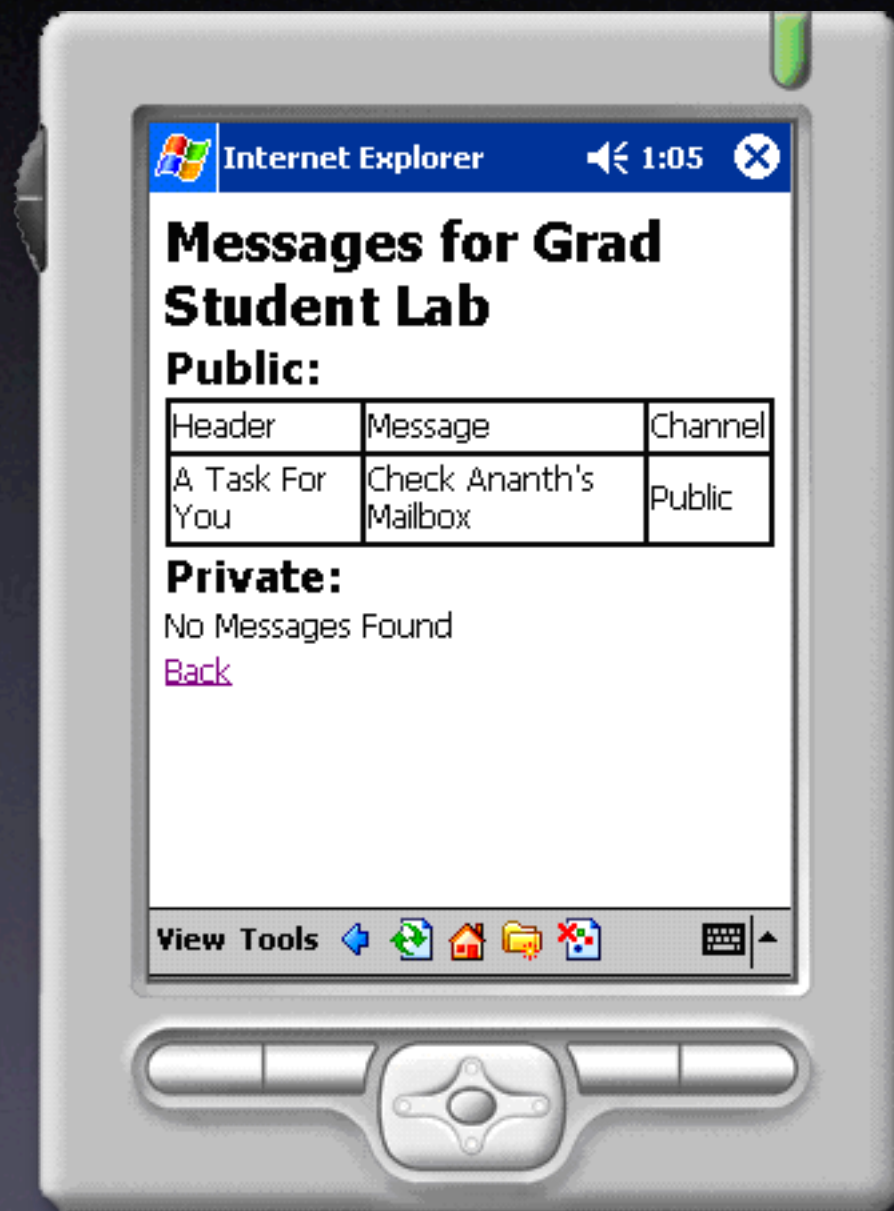 Internet Explorer 1:05
Messages for Grad
Student Lab
Public:
Header Message Channel
A Task For You Check Ananth's Mailbox Public
Private:
No Messages Found
Back
View Tools